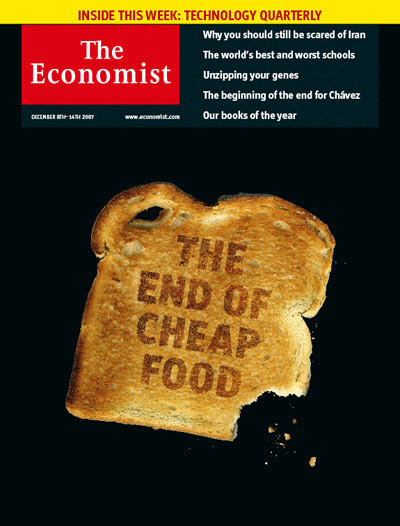 INSIDE THIS WEEK: TECHNOLOGY QUARTERLY
The
Economist
DECEMBER 8TH–14TH 2007 www.economist.com
Why you should still be scared of Iran
The world's best and worst schools
Unzipping your genes
The beginning of the end for Chávez
Our books of the year
THE
END OF
CHEAP
FOOD